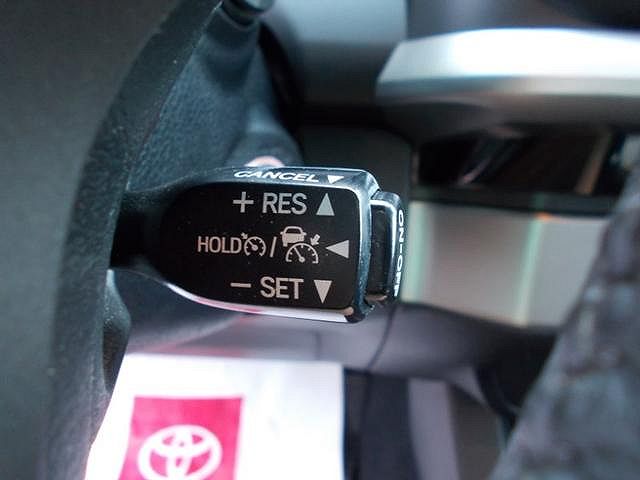 CANCEL ▼
+ RES ▲
HOLD / ◀
− SET ▼
ON-OFF